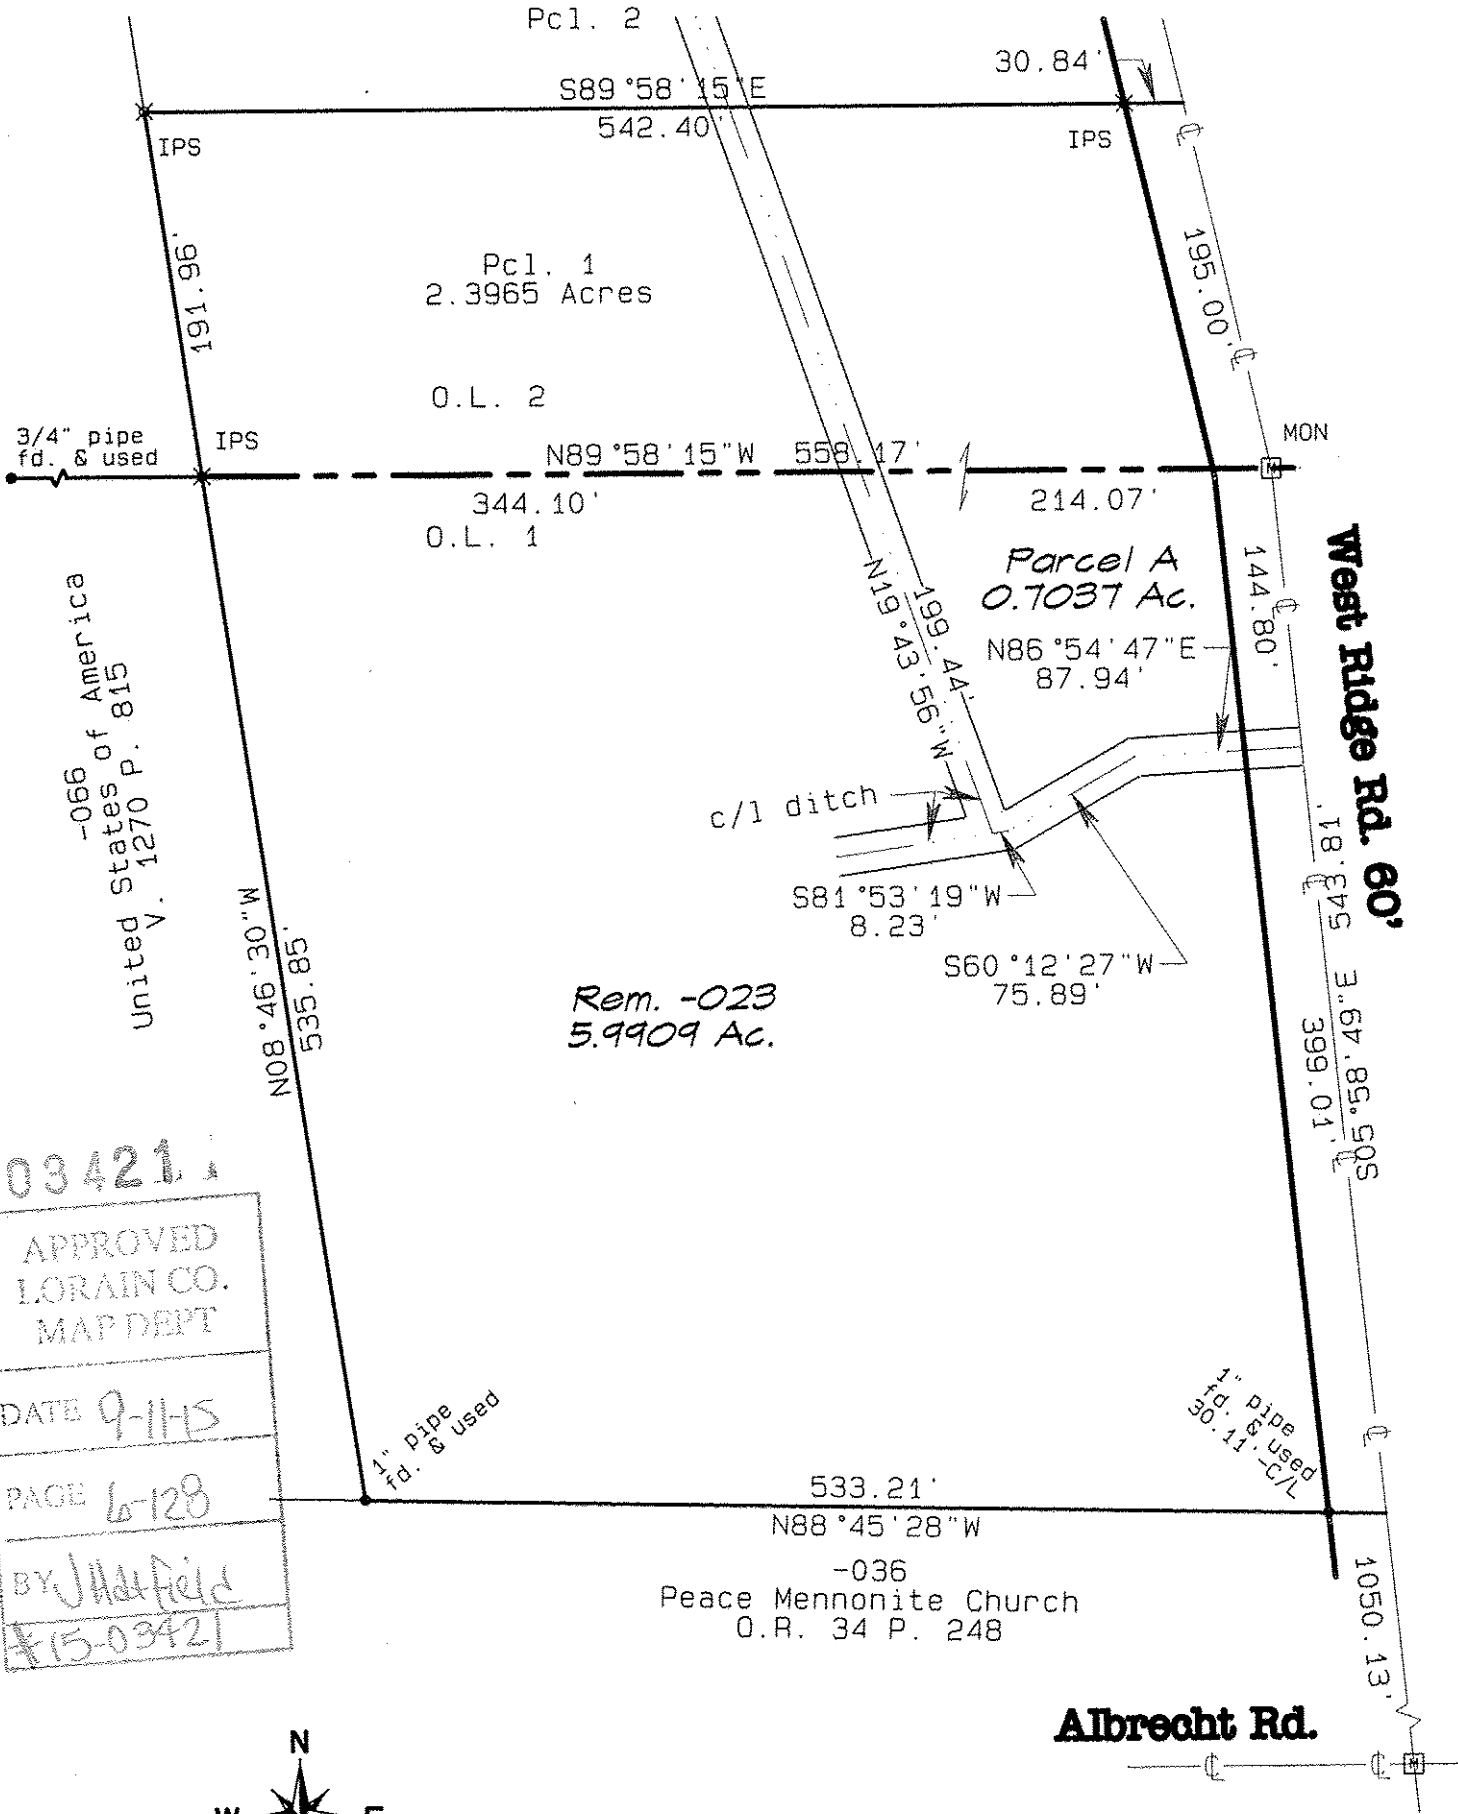 Pcl. 2
30.84'
S89°58'15"E
542.40'
IPS
IPS
191.96'
195.00'
Pcl. 1
2.3965 Acres
O.L. 2
3/4" pipe
fd. & used
IPS
MON
N89°58'15"W 558.17'
344.10'
214.07'
O.L. 1
Parcel A
0.7037 Ac.
144.80'
West Ridge Rd. 60'
N19°43'56"W
199.44'
N86°54'47"E
87.94'
-066
United States of America
V. 1270 P. 815
c/l ditch
S81°53'19"W
8.23'
S60°12'27"W
75.89'
S05°58'49"E 543.81'
399.01'
N08°46'30"W
535.85'
Rem. -023
5.9909 Ac.
03421
APPROVED
LORAIN CO.
MAP DEPT
DATE 9-11-15
PAGE 6-128
BY JHatfield
#15-03421
1" pipe
fd. & used
1" pipe
fd. & used
30.11'-C/L
533.21'
N88°45'28"W
-036
Peace Mennonite Church
O.R. 34 P. 248
1050.13'
Albrecht Rd.
N
W E